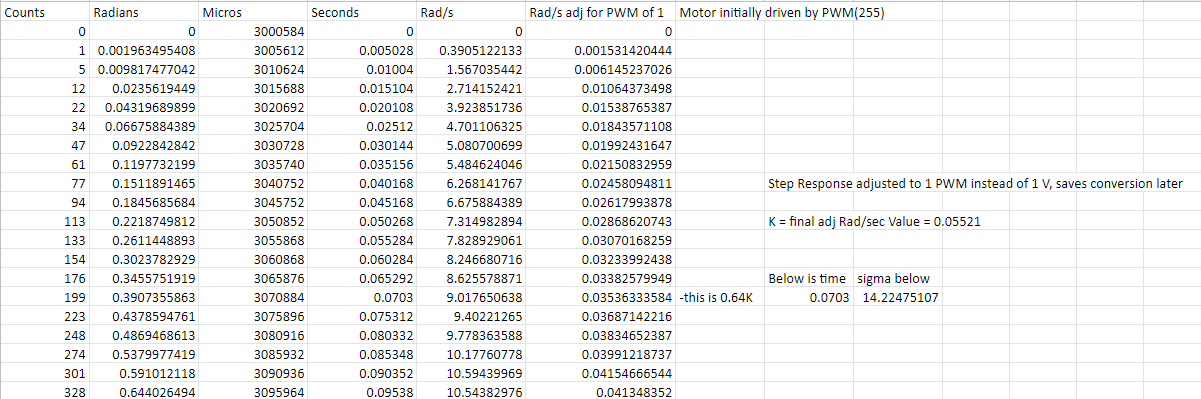 Counts Radians Micros Seconds Rad/s Rad/s adj for PWM of 1 Motor initially driven by PWM(255)
0 0 3000584 0 0 0
1 0.001963495408 3005612 0.005028 0.3905122133 0.001531420444
5 0.009817477042 3010624 0.01004 1.567035442 0.006145237026
12 0.0235619449 3015688 0.015104 2.714152421 0.01064373498
22 0.04319689899 3020692 0.020108 3.923851736 0.01538765387
34 0.06675884389 3025704 0.02512 4.701106325 0.01843571108
47 0.0922842842 3030728 0.030144 5.080700699 0.01992431647
61 0.1197732199 3035740 0.035156 5.484624046 0.02150832959
77 0.1511891465 3040752 0.040168 6.268141767 0.02458094811 Step Response adjusted to 1 PWM instead of 1 V, saves conversion later
94 0.1845685684 3045752 0.045168 6.675884389 0.02617993878
113 0.2218749812 3050852 0.050268 7.314982894 0.02868620743 K = final adj Rad/sec Value = 0.05521
133 0.2611448893 3055868 0.055284 7.828929061 0.03070168259
154 0.3023782929 3060868 0.060284 8.246680716 0.03233992438
176 0.3455751919 3065876 0.065292 8.625578871 0.03382579949 Below is time sigma below
199 0.3907355863 3070884 0.0703 9.017650638 0.03536333584 -this is 0.64K 0.0703 14.22475107
223 0.4378594761 3075896 0.075312 9.40221265 0.03687142216
248 0.4869468613 3080916 0.080332 9.778363588 0.03834652387
274 0.5379977419 3085932 0.085348 10.17760778 0.03991218737
301 0.591012118 3090936 0.090352 10.59439969 0.04154666544
328 0.644026494 3095964 0.09538 10.54382976 0.041348352